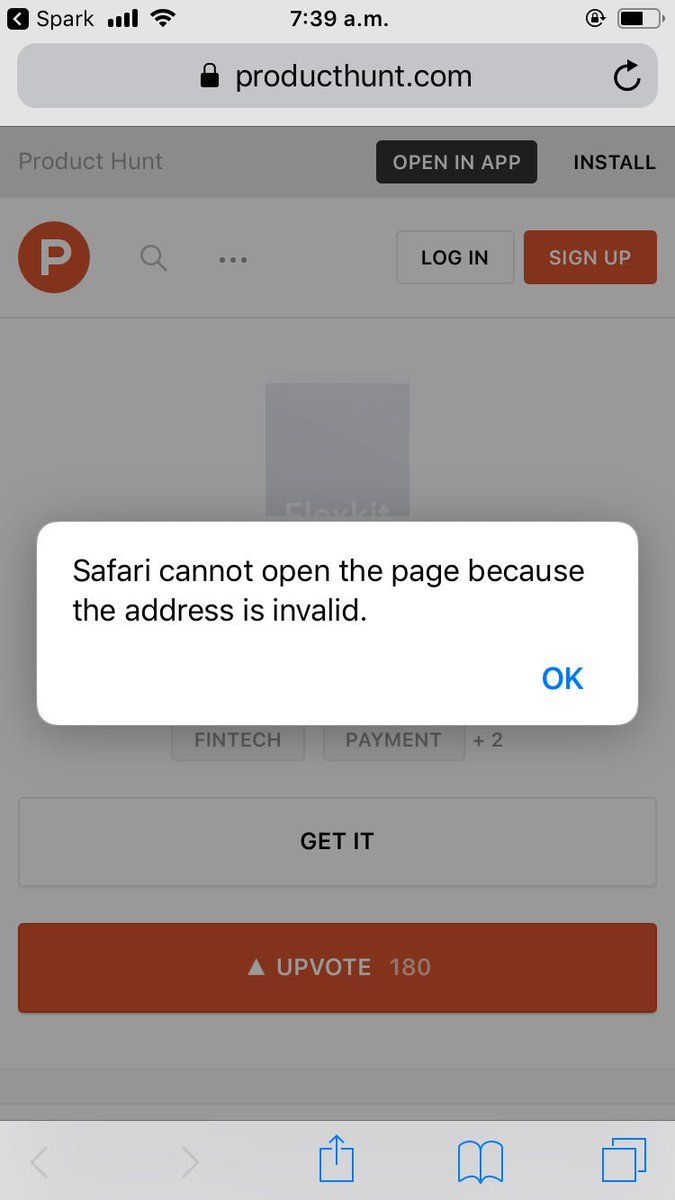 Spark 7:39 a.m.
producthunt.com
Product Hunt OPEN IN APP INSTALL
P LOG IN SIGN UP
Flexkit
Safari cannot open the page because
the address is invalid.
OK
FINTECH PAYMENT + 2
GET IT
▲ UPVOTE 180